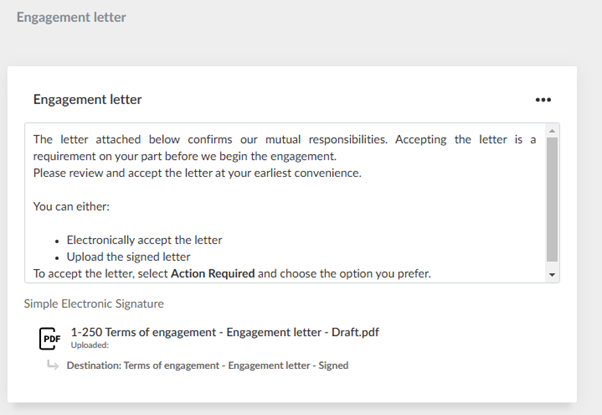 Engagement letter
Engagement letter
The letter attached below confirms our mutual responsibilities. Accepting the letter is a
requirement on your part before we begin the engagement.
Please review and accept the letter at your earliest convenience.
You can either:
Electronically accept the letter
Upload the signed letter
To accept the letter, select Action Required and choose the option you prefer.
Simple Electronic Signature
PDF 1-250 Terms of engagement - Engagement letter - Draft.pdf
Uploaded:
Destination: Terms of engagement - Engagement letter - Signed